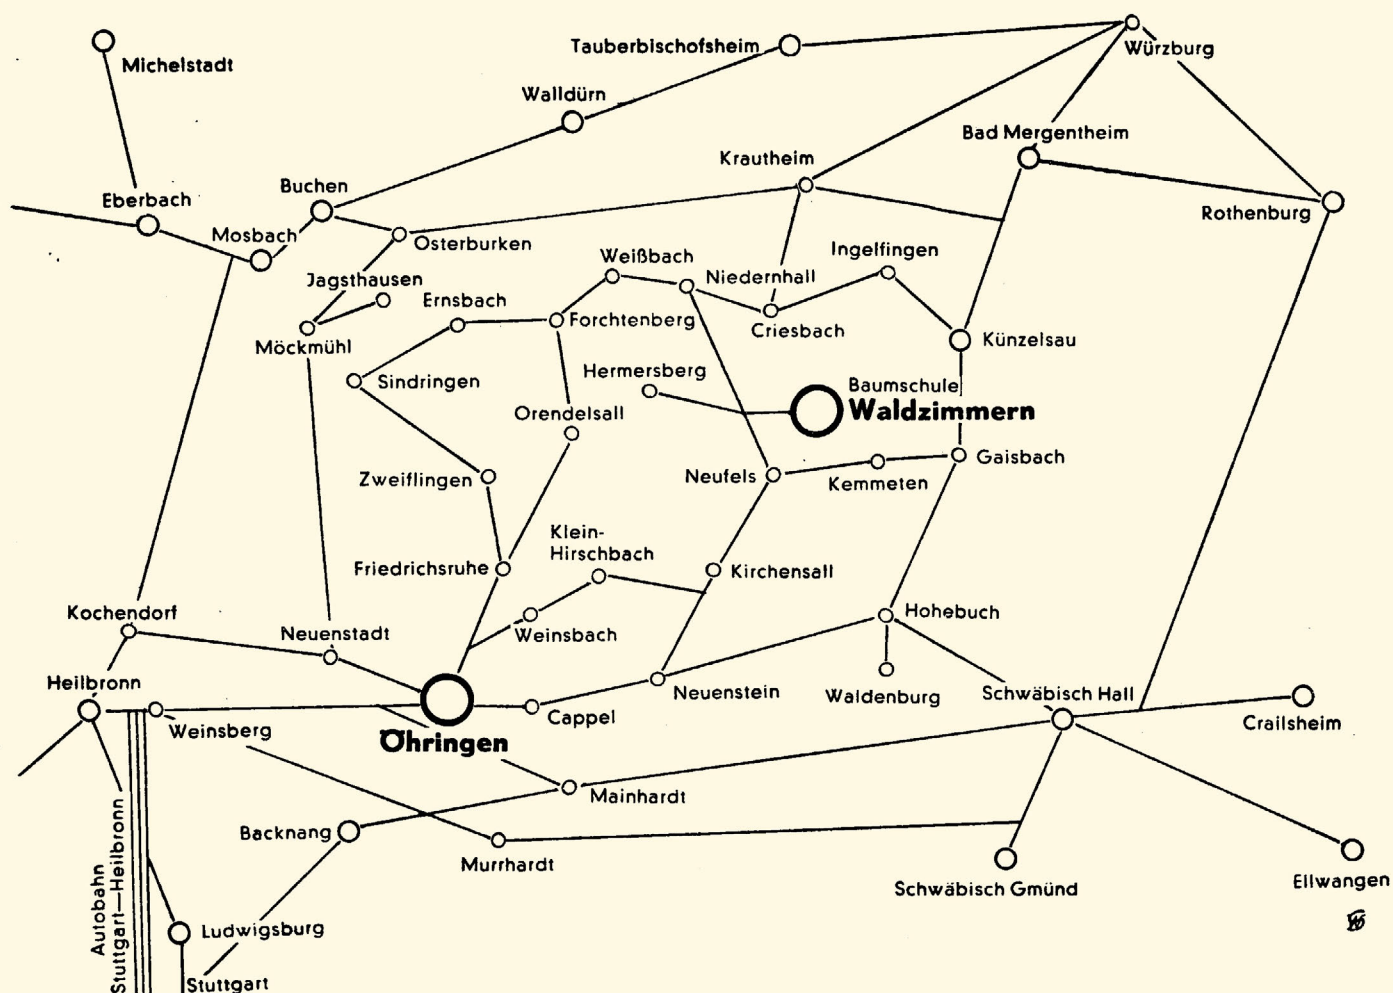 Michelstadt
Tauberbischofsheim
Würzburg
Walldürn
Bad Mergentheim
Krautheim
Buchen
Eberbach
Rothenburg
Mosbach
Osterburken
Ingelfingen
Weißbach
Niedernhall
Jagsthausen
Ernsbach
Forchtenberg
Criesbach
Künzelsau
Möckmühl
Hermersberg
Sindringen
Baumschule
Waldzimmern
Orendelsall
Gaisbach
Zweiflingen
Neufels
Kemmeten
Klein-
Hirschbach
Friedrichsruhe
Kirchensall
Kochendorf
Hohebuch
Neuenstadt
Weinsbach
Heilbronn
Neuenstein
Waldenburg
Schwäbisch Hall
Cappel
Crailsheim
Weinsberg
Öhringen
Mainhardt
Backnang
Murrhardt
Ellwangen
Schwäbisch Gmünd
Autobahn
Stuttgart—Heilbronn
Ludwigsburg
Stuttgart